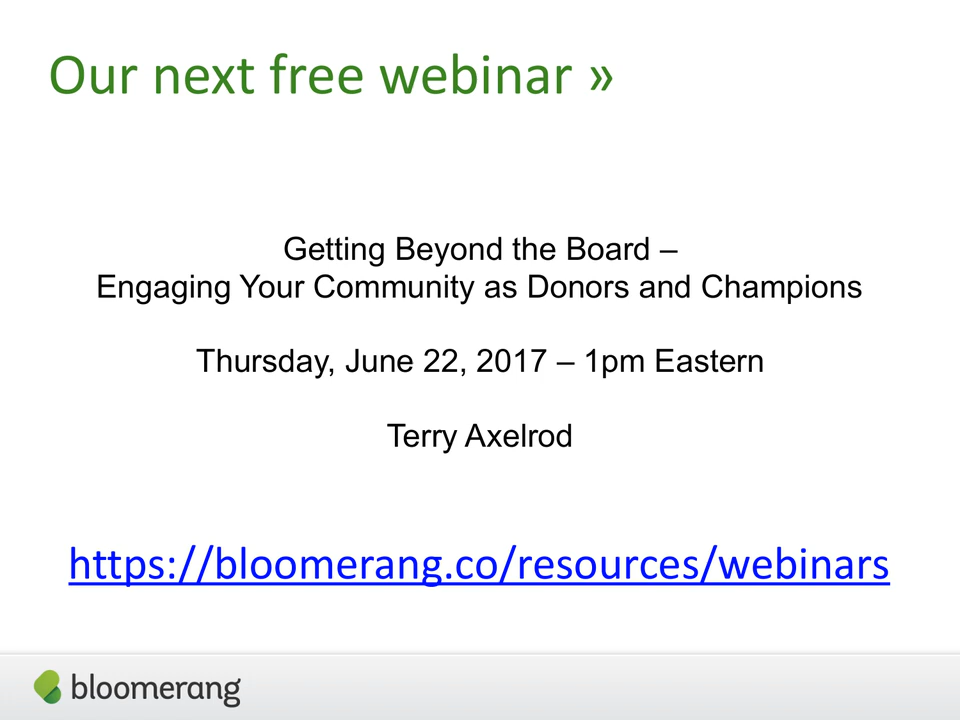 Our next free webinar »
Getting Beyond the Board –
Engaging Your Community as Donors and Champions
Thursday, June 22, 2017 – 1pm Eastern
Terry Axelrod
https://bloomerang.co/resources/webinars
bloomerang